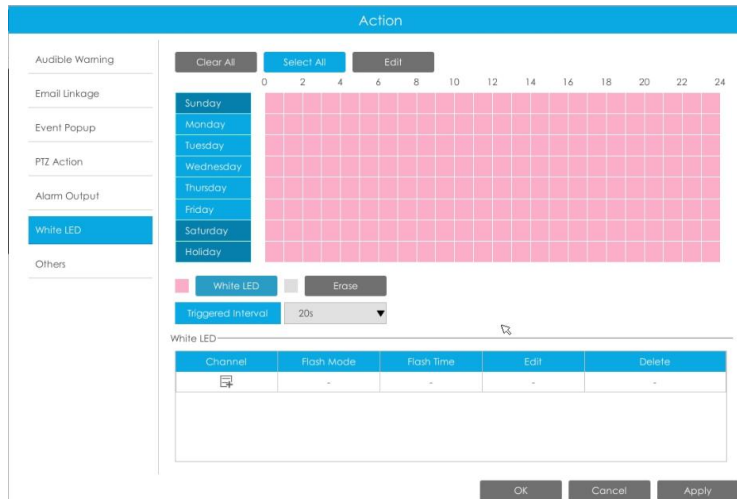 Action
Audible Warning
Email Linkage
Event Popup
PTZ Action
Alarm Output
White LED
Others
Clear All Select All Edit
0 2 4 6 8 10 12 14 16 18 20 22 24
Sunday
Monday
Tuesday
Wednesday
Thursday
Friday
Saturday
Holiday
White LED Erase
Triggered Interval 20s
White LED
Channel Flash Mode Flash Time Edit Delete
- - - -
OK Cancel Apply